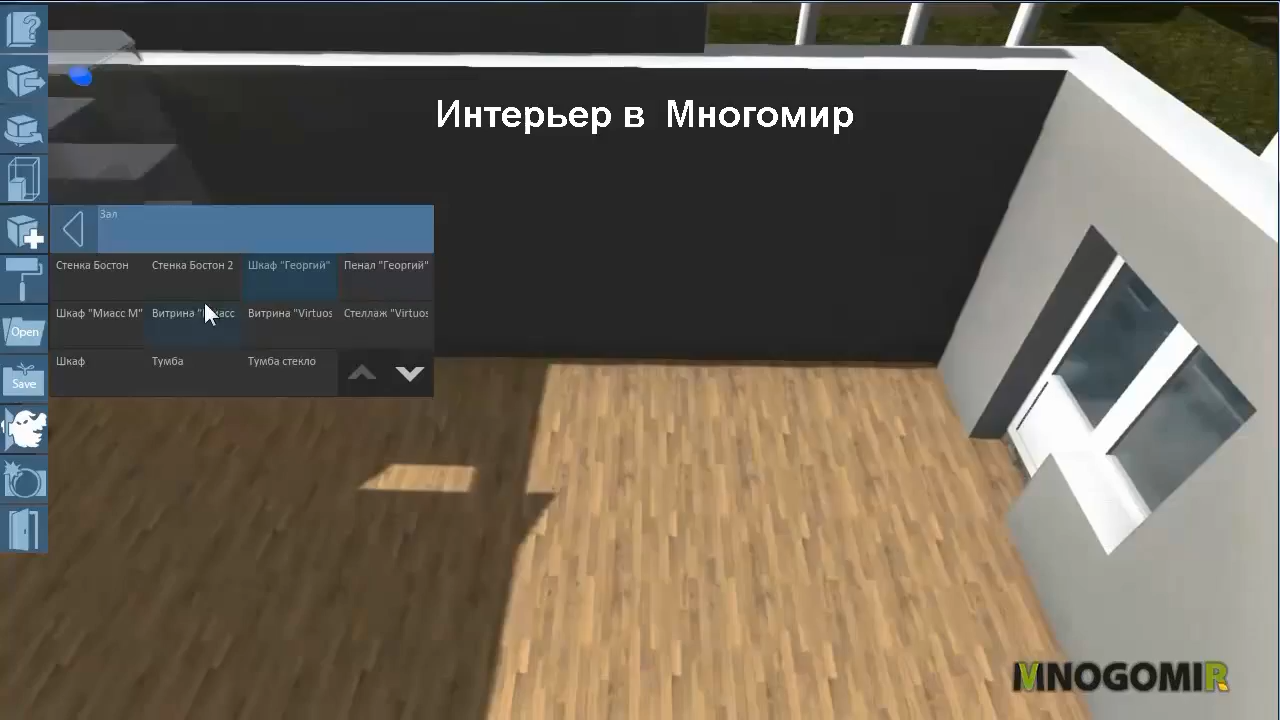 Интерьер в Многомир
Зал
Стенка Бостон
Стенка Бостон 2
Шкаф "Георгий"
Пенал "Георгий"
Шкаф "Миасс М"
Витрина
Витрина "Virtuos
Стеллаж "Virtuos
Шкаф
Тумба
Тумба стекло
Open
Save
MNOGOMIR